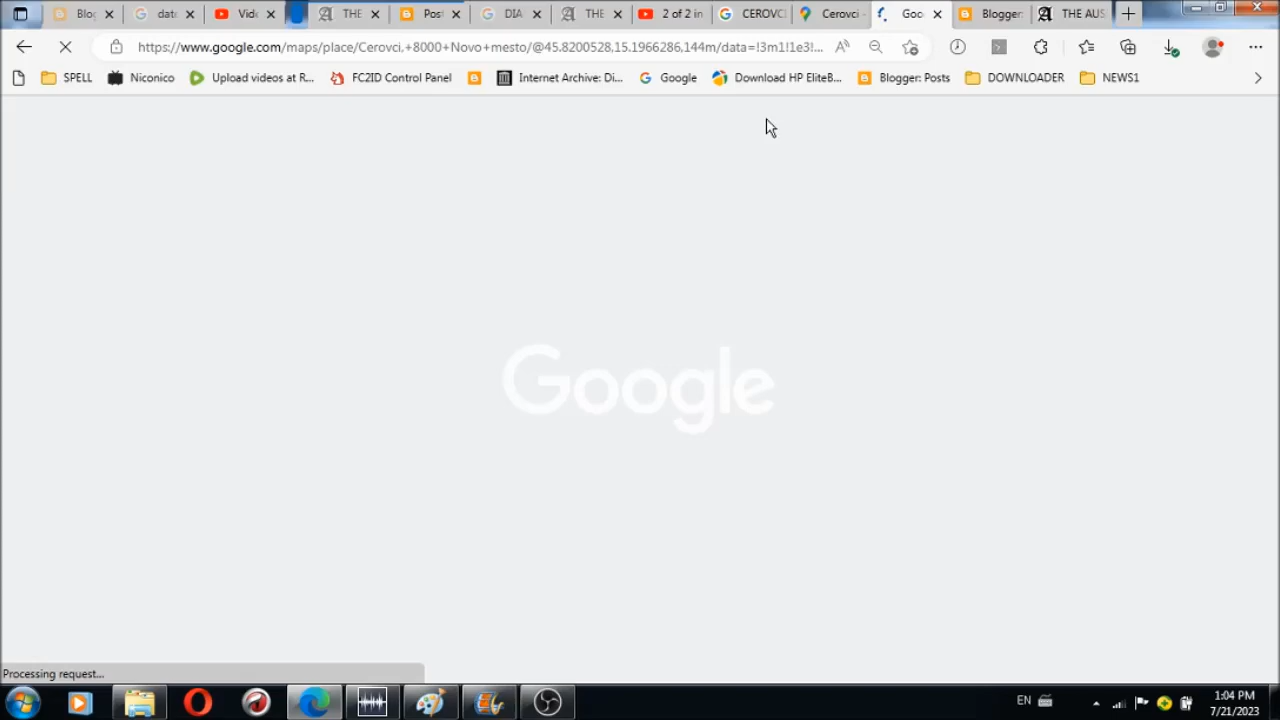 Blog
date
Vide
THE
Post
DIA
THE
2 of 2 in
CEROVC
Cerovci -
Goo
Blogger:
THE AUS
https://www.google.com/maps/place/Cerovci,+8000+Novo+mesto/@45.8200528,15.1966286,144m/data=!3m1!1e3!...
SPELL
Niconico
Upload videos at R...
FC2ID Control Panel
Internet Archive: Di...
Google
Download HP EliteB...
Blogger: Posts
DOWNLOADER
NEWS1
Google
Processing request...
EN
1:04 PM
7/21/2023